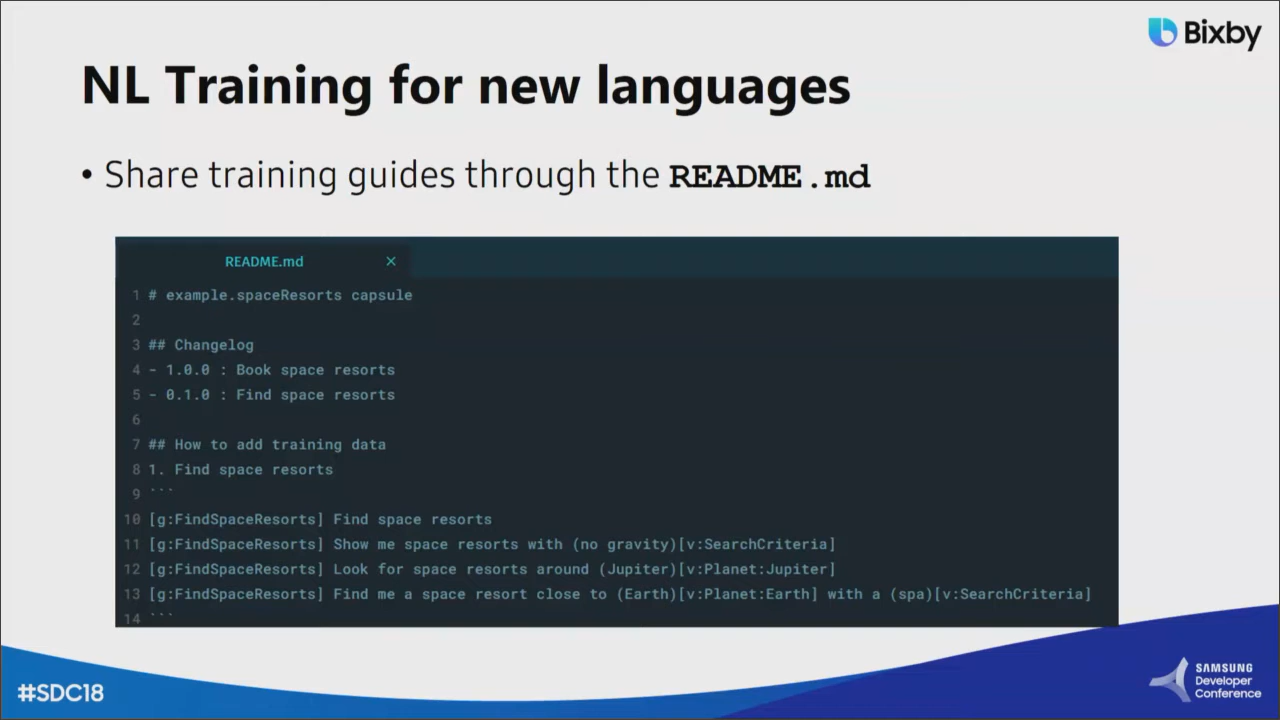 Bixby
NL Training for new languages
• Share training guides through the README.md
README.md ×
1 # example.spaceResorts capsule
2
3 ## Changelog
4 - 1.0.0 : Book space resorts
5 - 0.1.0 : Find space resorts
6
7 ## How to add training data
8 1. Find space resorts
9 ```
10 [g:FindSpaceResorts] Find space resorts
11 [g:FindSpaceResorts] Show me space resorts with (no gravity)[v:SearchCriteria]
12 [g:FindSpaceResorts] Look for space resorts around (Jupiter)[v:Planet:Jupiter]
13 [g:FindSpaceResorts] Find me a space resort close to (Earth)[v:Planet:Earth] with a (spa)[v:SearchCriteria]
14 ```
#SDC18
SAMSUNG
Developer
Conference